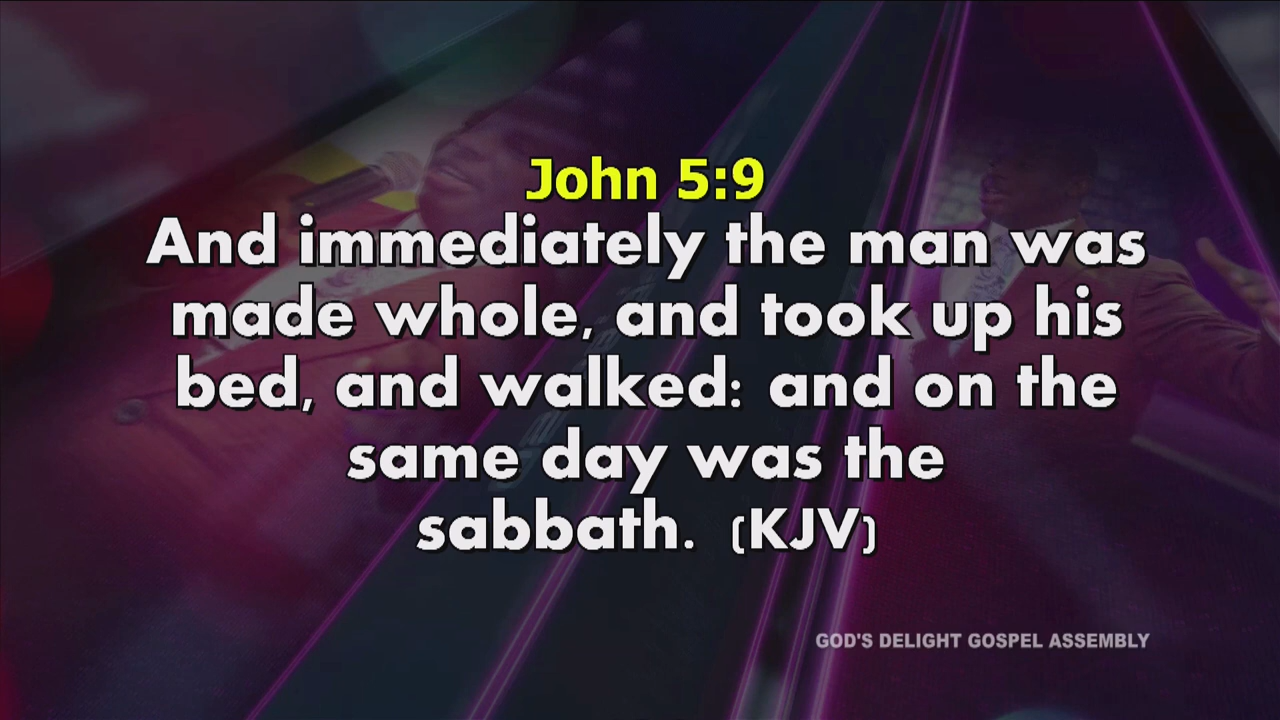 John 5:9
And immediately the man was
made whole, and took up his
bed, and walked: and on the
same day was the
sabbath. (KJV)
GOD'S DELIGHT GOSPEL ASSEMBLY